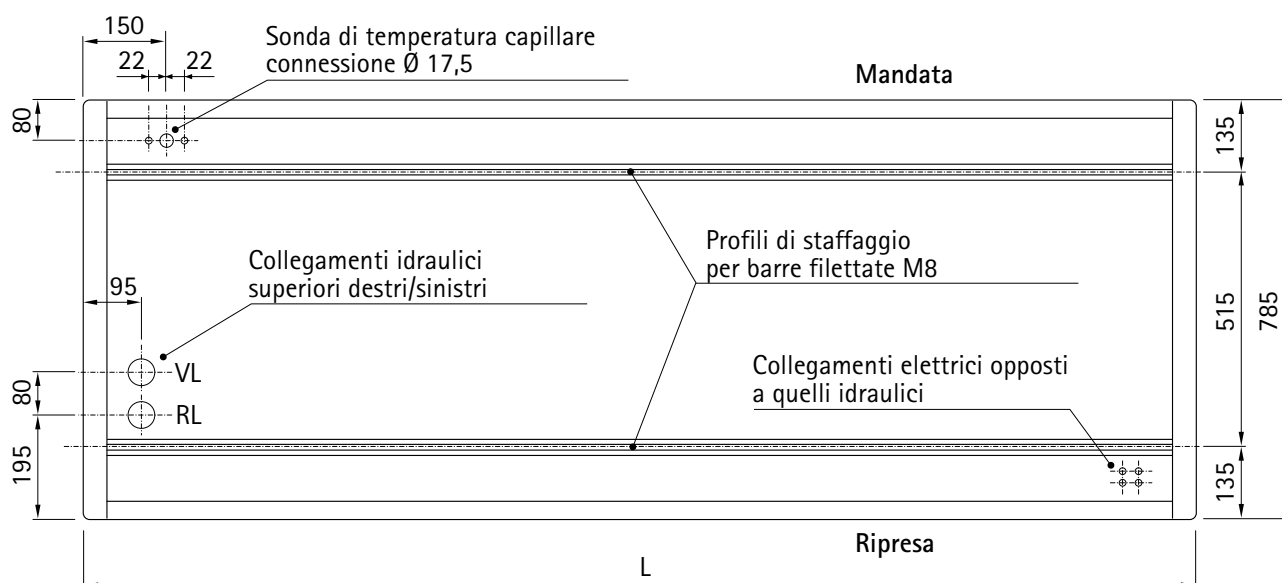 150
22
22
Sonda di temperatura capillare
connessione Ø 17,5
Mandata
80
135
Collegamenti idraulici
superiori destri/sinistri
Profili di staffaggio
per barre filettate M8
95
515
785
VL
80
RL
Collegamenti elettrici opposti
a quelli idraulici
195
135
Ripresa
L